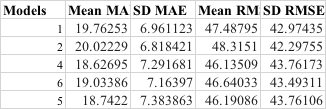 Models Mean MA SD MAE Mean RM SD RMSE
1 19.76253 6.961123 47.48795 42.97435
2 20.02229 6.818421 48.3151 42.29755
4 18.62695 7.291681 46.13509 43.76173
6 19.03386 7.16397 46.64033 43.49311
5 18.7422 7.383863 46.19086 43.76106